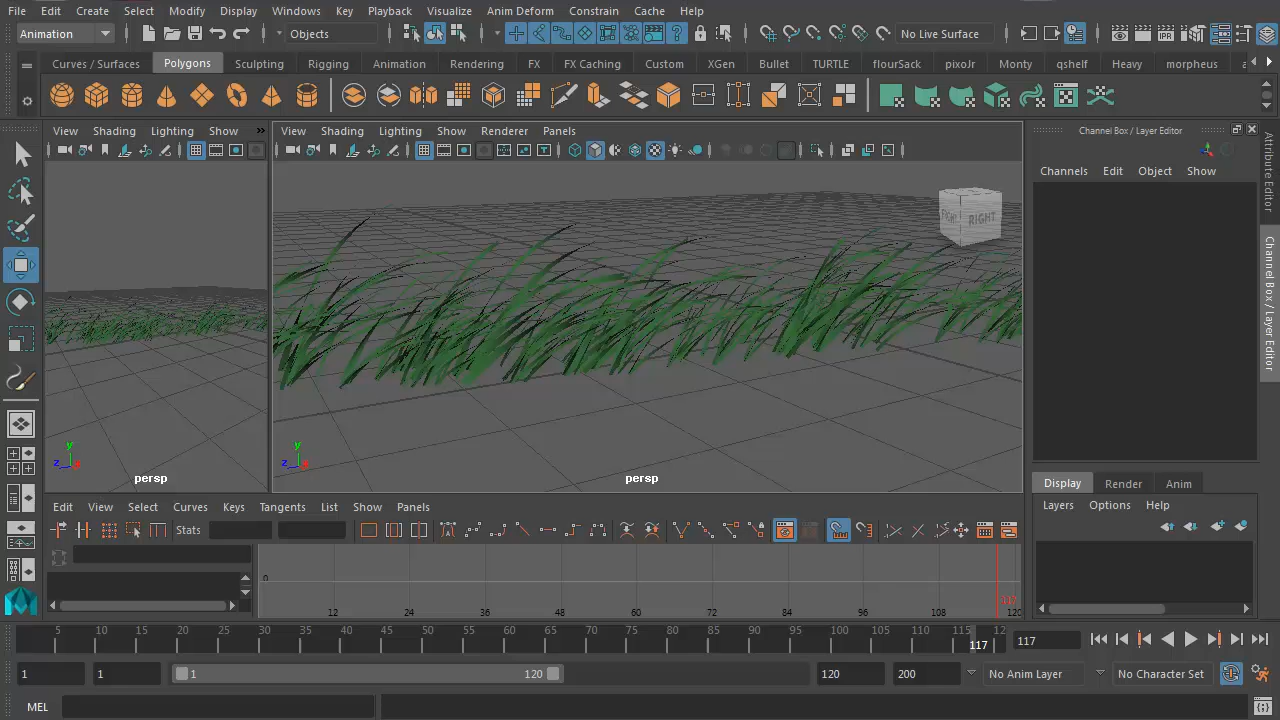 File Edit Create Select Modify Display Windows Key Playback Visualize Anim Deform Constrain Cache Help
Animation Objects No Live Surface
Curves / Surfaces Polygons Sculpting Rigging Animation Rendering FX FX Caching Custom XGen Bullet TURTLE flourSack pixoJr Monty qshelf Heavy morpheus a
View Shading Lighting Show »
View Shading Lighting Show Renderer Panels
Channel Box / Layer Editor
Channels Edit Object Show
Attribute Editor
Channel Box / Layer Editor
RIGHT
y
z
persp
y
z
persp
Display Render Anim
Layers Options Help
Edit View Select Curves Keys Tangents List Show Panels
Stats
0
117
12 24 36 48 60 72 84 96 108 120
5 10 15 20 25 30 35 40 45 50 55 60 65 70 75 80 85 90 95 100 105 110 115 12
117
117
1 1 1 120 120 200 No Anim Layer No Character Set
MEL